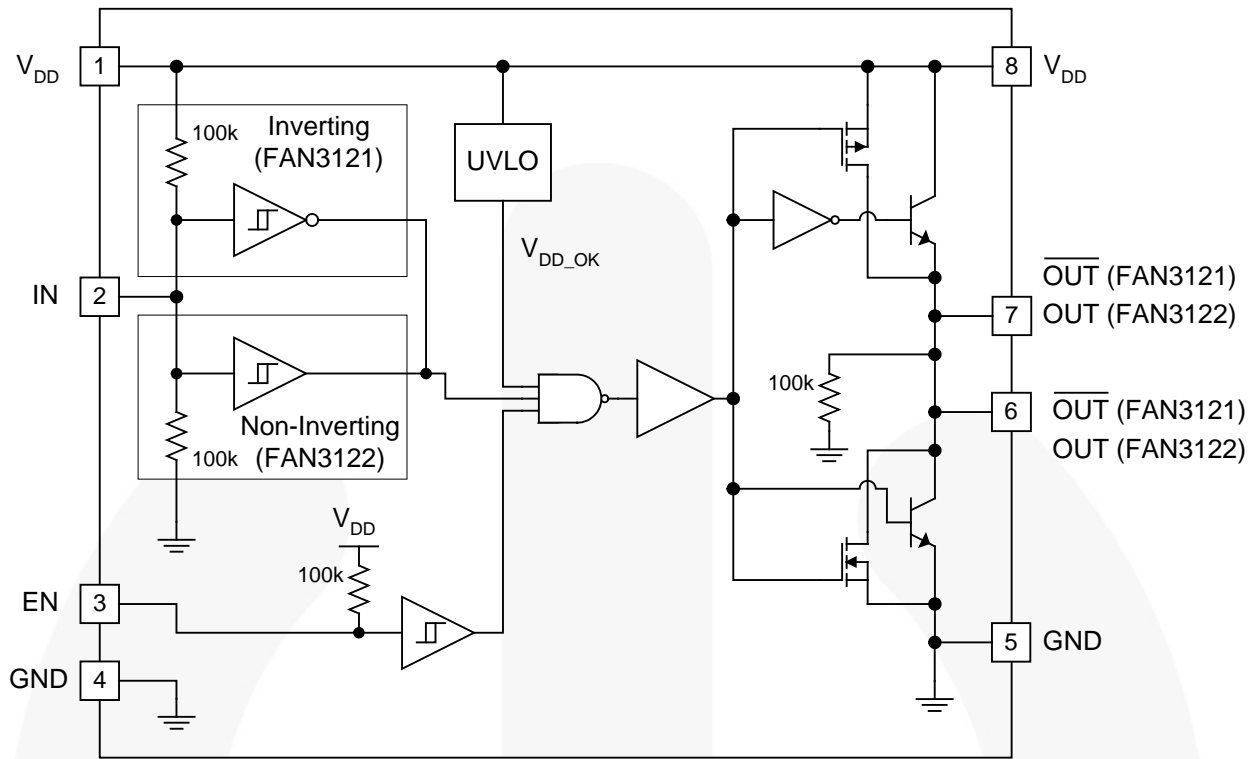 V_DD 1
8 V_DD
100k
Inverting
(FAN3121)
UVLO
V_DD_OK
IN 2
OUT (FAN3121)
7 OUT (FAN3122)
100k
Non-Inverting
(FAN3122)
100k
6 OUT (FAN3121)
OUT (FAN3122)
V_DD
100k
EN 3
5 GND
GND 4